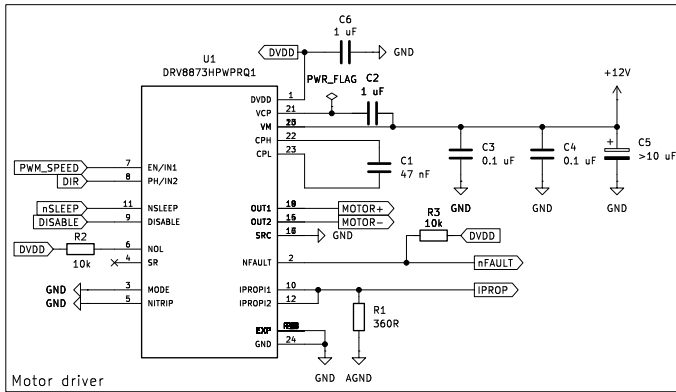 C6
1 uF
DVDD
GND
U1
DRV8873HPWPRQ1
PWR_FLAG
C2
1 uF
+12V
DVDD
1
VCP
21
VM
CPH
22
CPL
23
C1
47 nF
C3
0.1 uF
C4
0.1 uF
C5
>10 uF
GND
GND
GND
PWM_SPEED
7
EN/IN1
DIR
8
PH/IN2
nSLEEP
11
NSLEEP
DISABLE
9
DISABLE
OUT1
MOTOR+
OUT2
MOTOR-
SRC
GND
R3
10k
DVDD
DVDD
R2
10k
6
NOL
4
SR
NFAULT
2
nFAULT
GND
3
MODE
GND
5
NITRIP
IPROPI1
10
IPROP
IPROPI2
12
R1
360R
EXP
GND
24
GND
AGND
Motor driver